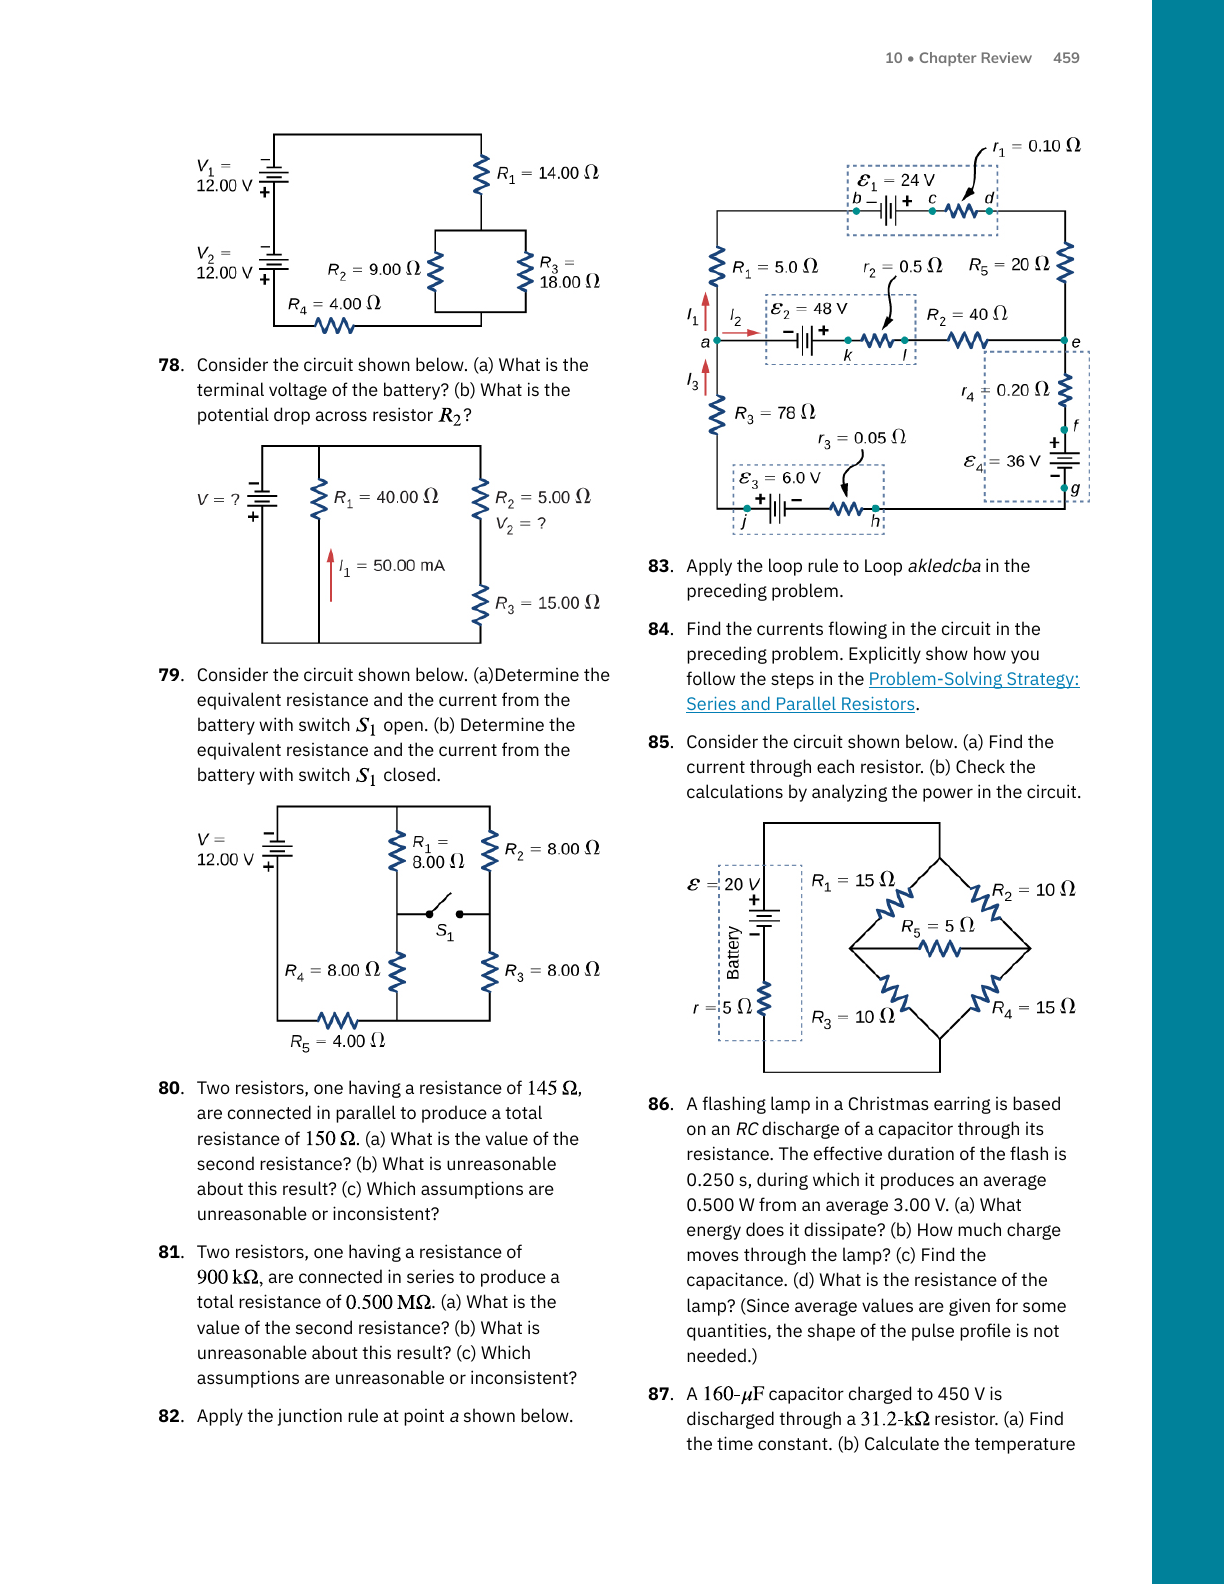 10 • Chapter Review 459
V1 =
12.00 V
R1 = 14.00 Ω
V2 =
12.00 V
R2 = 9.00 Ω
R3 =
18.00 Ω
R4 = 4.00 Ω
78. Consider the circuit shown below. (a) What is the
terminal voltage of the battery? (b) What is the
potential drop across resistor R2?
V = ?
R1 = 40.00 Ω
R2 = 5.00 Ω
V2 = ?
I1 = 50.00 mA
R3 = 15.00 Ω
79. Consider the circuit shown below. (a)Determine the
equivalent resistance and the current from the
battery with switch S1 open. (b) Determine the
equivalent resistance and the current from the
battery with switch S1 closed.
V =
12.00 V
R1 =
8.00 Ω
R2 = 8.00 Ω
S1
R4 = 8.00 Ω
R3 = 8.00 Ω
R5 = 4.00 Ω
80. Two resistors, one having a resistance of 145 Ω,
are connected in parallel to produce a total
resistance of 150 Ω. (a) What is the value of the
second resistance? (b) What is unreasonable
about this result? (c) Which assumptions are
unreasonable or inconsistent?
81. Two resistors, one having a resistance of
900 kΩ, are connected in series to produce a
total resistance of 0.500 MΩ. (a) What is the
value of the second resistance? (b) What is
unreasonable about this result? (c) Which
assumptions are unreasonable or inconsistent?
82. Apply the junction rule at point a shown below.
r1 = 0.10 Ω
ε1 = 24 V
b − + c d
R1 = 5.0 Ω
r2 = 0.5 Ω
R5 = 20 Ω
I1
I2
ε2 = 48 V
R2 = 40 Ω
a
− +
k
l
e
I3
r4 = 0.20 Ω
R3 = 78 Ω
f
r3 = 0.05 Ω
ε4 = 36 V
+
−
ε3 = 6.0 V
g
+ −
j
h
83. Apply the loop rule to Loop akledcba in the
preceding problem.
84. Find the currents flowing in the circuit in the
preceding problem. Explicitly show how you
follow the steps in the Problem-Solving Strategy:
Series and Parallel Resistors.
85. Consider the circuit shown below. (a) Find the
current through each resistor. (b) Check the
calculations by analyzing the power in the circuit.
ε = 20 V
+
−
Battery
r = 5 Ω
R1 = 15 Ω
R2 = 10 Ω
R5 = 5 Ω
R3 = 10 Ω
R4 = 15 Ω
86. A flashing lamp in a Christmas earring is based
on an RC discharge of a capacitor through its
resistance. The effective duration of the flash is
0.250 s, during which it produces an average
0.500 W from an average 3.00 V. (a) What
energy does it dissipate? (b) How much charge
moves through the lamp? (c) Find the
capacitance. (d) What is the resistance of the
lamp? (Since average values are given for some
quantities, the shape of the pulse profile is not
needed.)
87. A 160-μF capacitor charged to 450 V is
discharged through a 31.2-kΩ resistor. (a) Find
the time constant. (b) Calculate the temperature